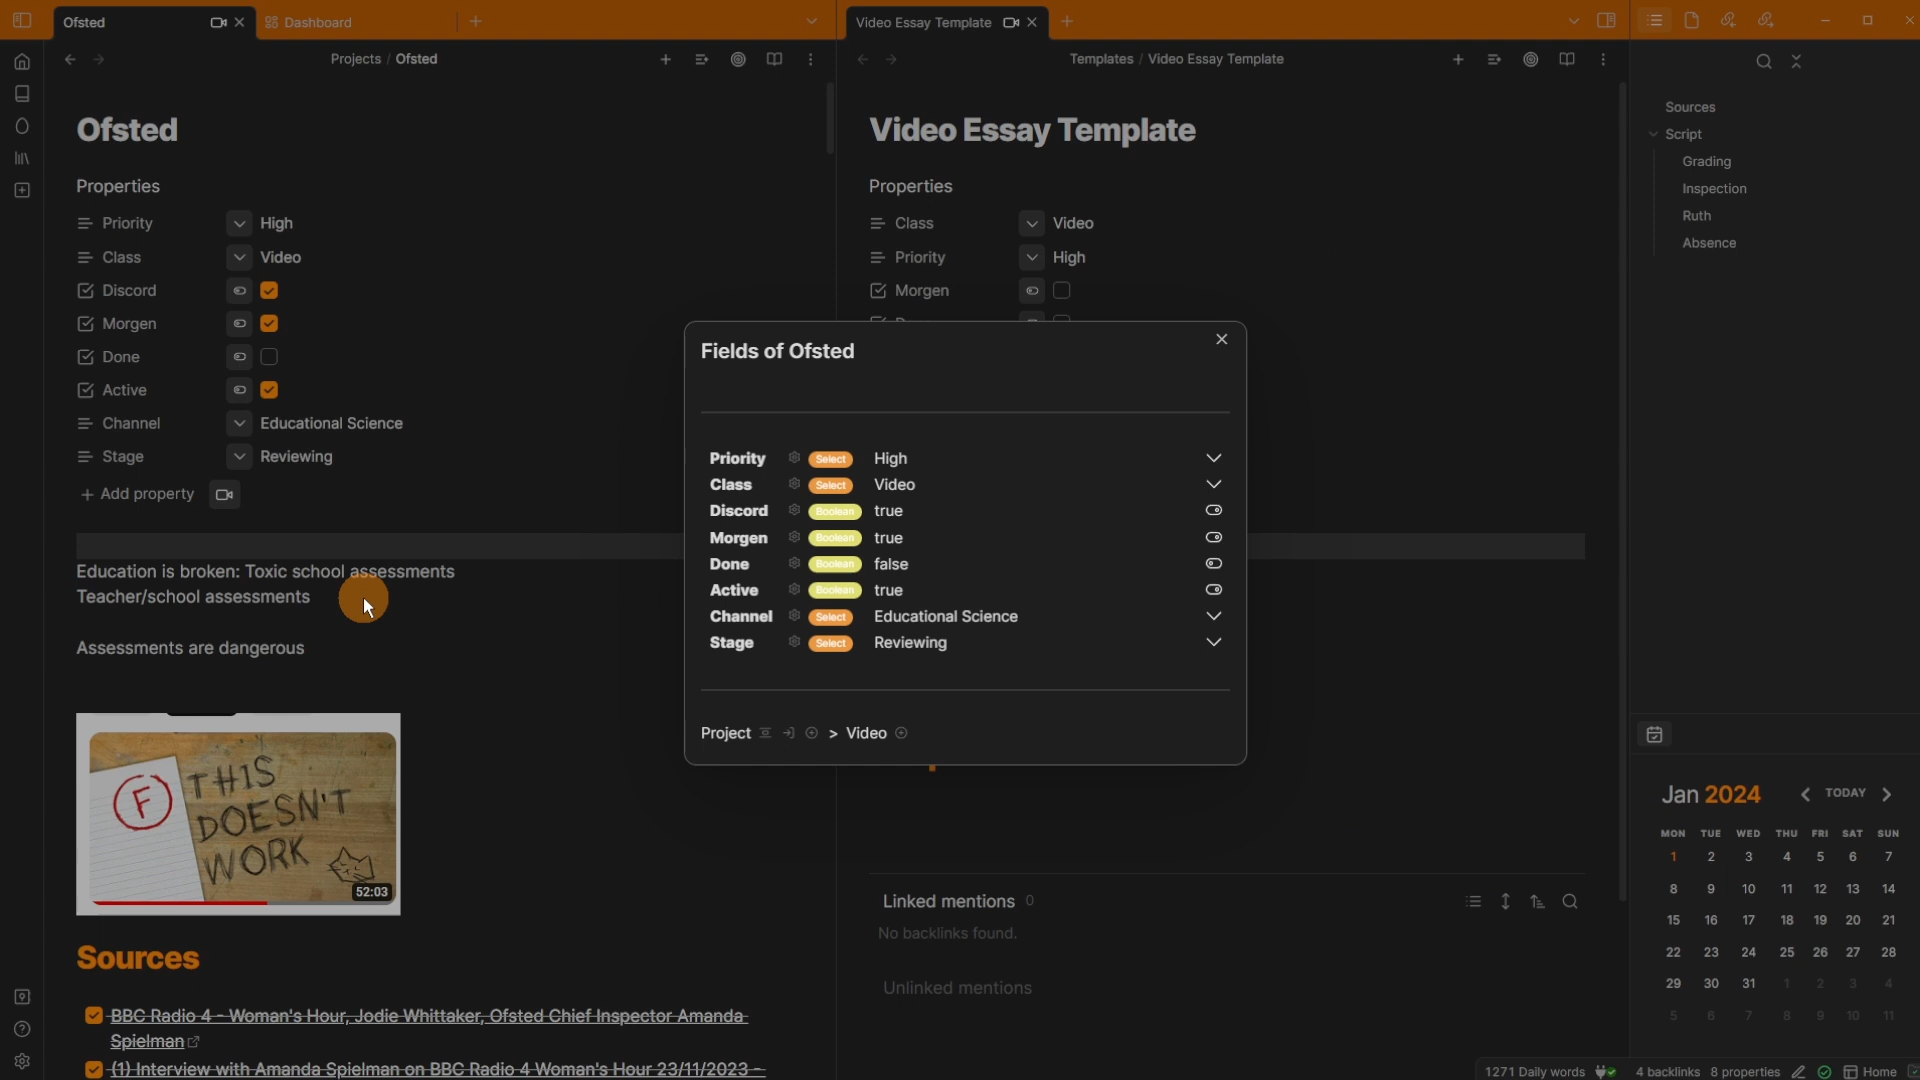 Ofsted
Dashboard
Video Essay Template
Projects / Ofsted
Templates / Video Essay Template
Ofsted
Properties
Priority High
Class Video
Discord
Morgen
Done
Active
Channel Educational Science
Stage Reviewing
+ Add property
Education is broken: Toxic school assessments
Teacher/school assessments
Assessments are dangerous
F
THIS
DOESN'T
WORK
52:03
Sources
BBC Radio 4 - Woman's Hour, Jodie Whittaker, Ofsted Chief Inspector Amanda
Spielman
(1) Interview with Amanda Spielman on BBC Radio 4 Woman's Hour 23/11/2023 -
Video Essay Template
Properties
Class Video
Priority High
Morgen
Fields of Ofsted
Priority Select High
Class Select Video
Discord Boolean true
Morgen Boolean true
Done Boolean false
Active Boolean true
Channel Select Educational Science
Stage Select Reviewing
Project > Video
Linked mentions 0
No backlinks found.
Unlinked mentions
Sources
Script
Grading
Inspection
Ruth
Absence
Jan 2024 TODAY
MON TUE WED THU FRI SAT SUN
1 2 3 4 5 6 7
8 9 10 11 12 13 14
15 16 17 18 19 20 21
22 23 24 25 26 27 28
29 30 31 1 2 3 4
5 6 7 8 9 10 11
1271 Daily words 4 backlinks 8 properties Home